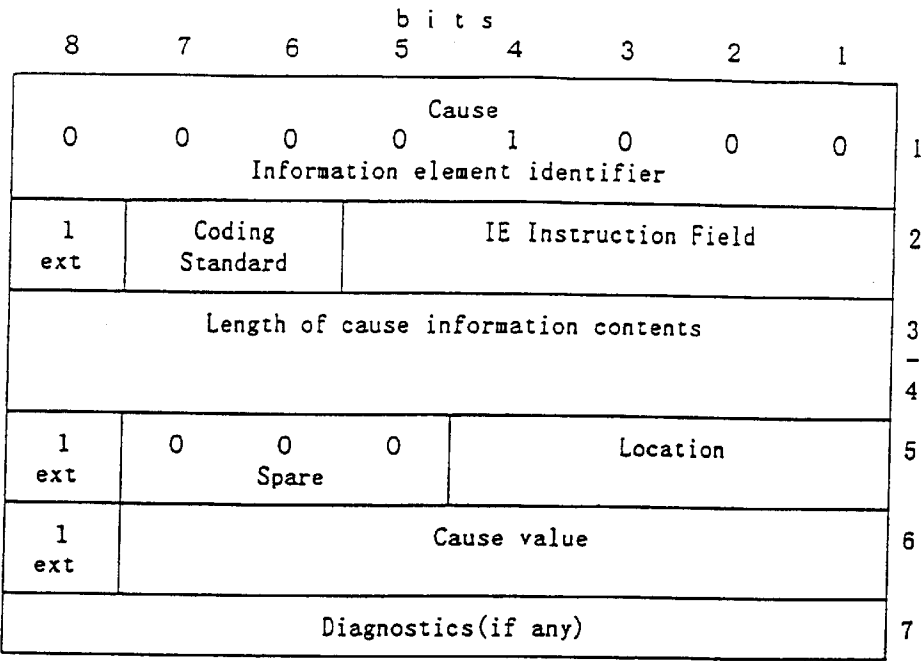 b i t s
8 7 6 5 4 3 2 1
Cause
0 0 0 0 1 0 0 0 1
Information element identifier
1 Coding IE Instruction Field 2
ext Standard
Length of cause information contents 3
-
4
1 0 0 0 Location 5
ext Spare
1 Cause value 6
ext
Diagnostics(if any) 7